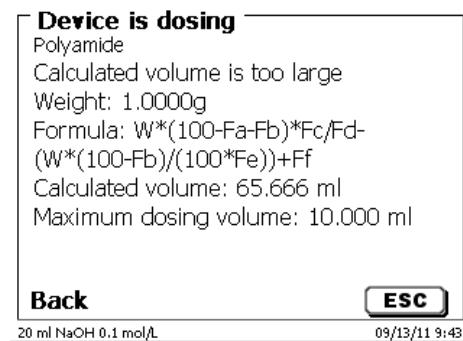 Device is dosing
Polyamide
Calculated volume is too large
Weight: 1.0000g
Formula: W*(100-Fa-Fb)*Fc/Fd-
(W*(100-Fb)/(100*Fe))+Ff
Calculated volume: 65.666 ml
Maximum dosing volume: 10.000 ml
Back ESC
20 ml NaOH 0.1 mol/L 09/13/11 9:43